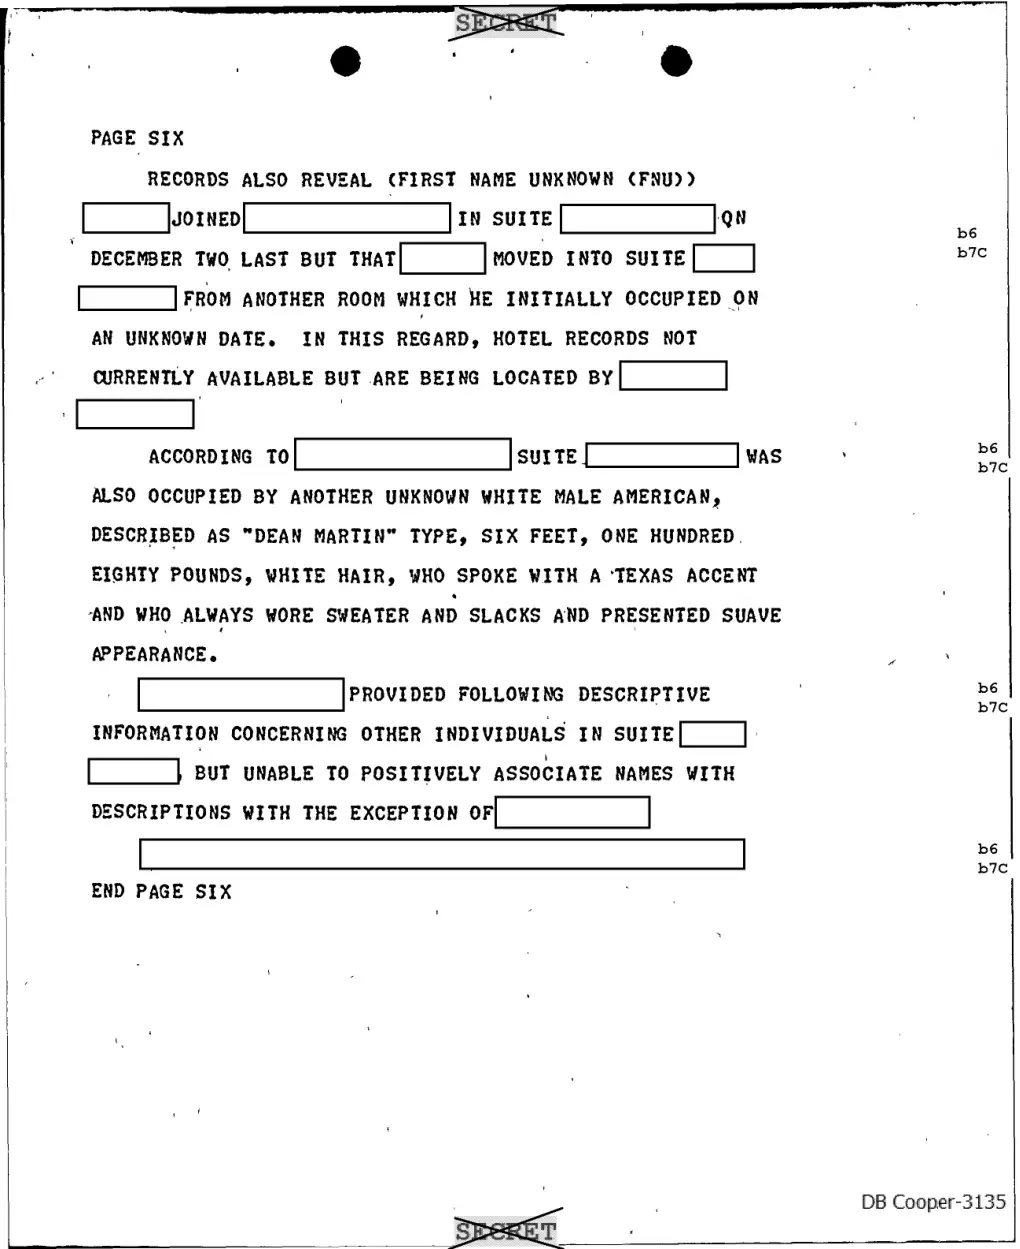 SECRET
PAGE SIX
RECORDS ALSO REVEAL (FIRST NAME UNKNOWN (FNU))
JOINED IN SUITE ON
b6
DECEMBER TWO LAST BUT THAT MOVED INTO SUITE
b7C
FROM ANOTHER ROOM WHICH HE INITIALLY OCCUPIED ON
AN UNKNOWN DATE. IN THIS REGARD, HOTEL RECORDS NOT
CURRENTLY AVAILABLE BUT ARE BEING LOCATED BY
ACCORDING TO SUITE WAS
b6
b7C
ALSO OCCUPIED BY ANOTHER UNKNOWN WHITE MALE AMERICAN,
DESCRIBED AS "DEAN MARTIN" TYPE, SIX FEET, ONE HUNDRED
EIGHTY POUNDS, WHITE HAIR, WHO SPOKE WITH A TEXAS ACCENT
AND WHO ALWAYS WORE SWEATER AND SLACKS AND PRESENTED SUAVE
APPEARANCE.
PROVIDED FOLLOWING DESCRIPTIVE
b6
b7C
INFORMATION CONCERNING OTHER INDIVIDUALS IN SUITE
, BUT UNABLE TO POSITIVELY ASSOCIATE NAMES WITH
DESCRIPTIONS WITH THE EXCEPTION OF
b6
b7C
END PAGE SIX
DB Cooper-3135
SECRET